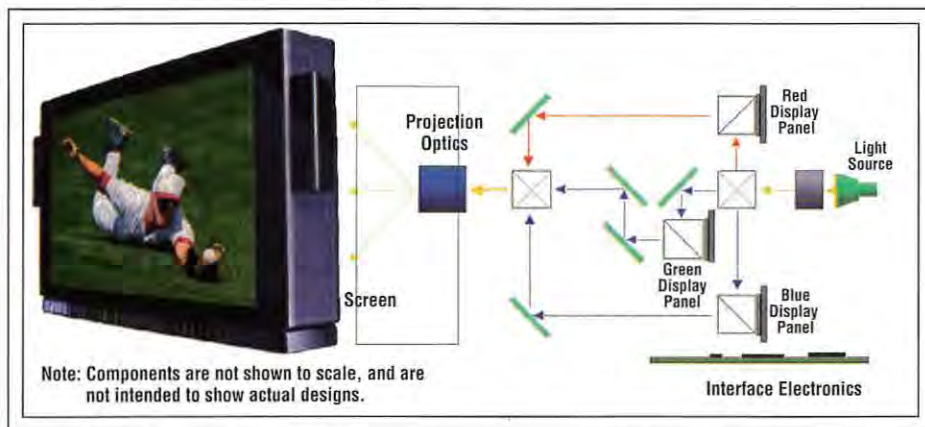 Red
Display
Panel
Projection
Optics
Light
Source
Green
Display
Panel
Blue
Display
Panel
Screen
Note: Components are not shown to scale, and are
not intended to show actual designs.
Interface Electronics